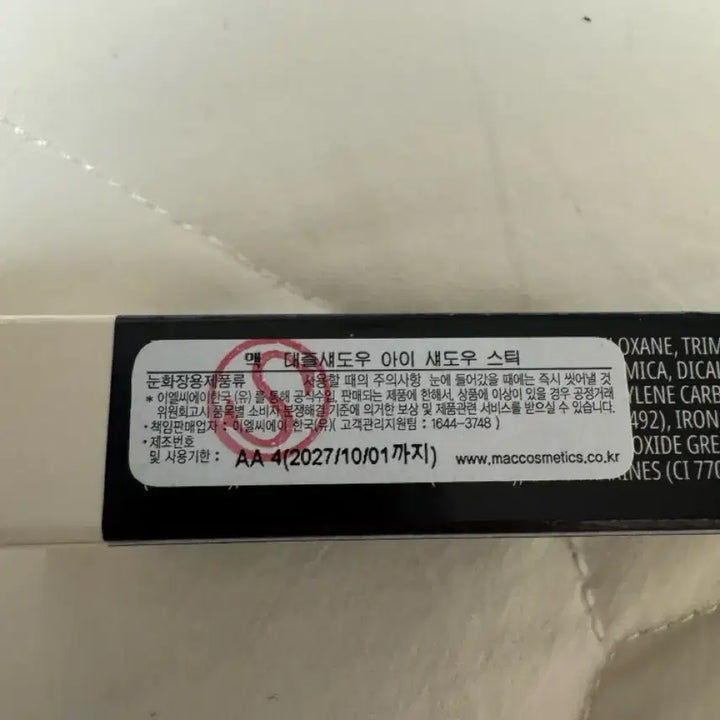 맥 대즐섀도우 아이 섀도우 스틱
눈화장용제품류 사용할 때의 주의사항 눈에 들어갔을 때에는 즉시 씻어낼 것
* 이엘씨에이한국 (유) 를 통해 공식수입, 판매되는 제품에 한해서, 상품에 이상이 있을 경우 공정거래
위원회고시 품목별 소비자 분쟁해결 기준에 의거한 보상 및 제품관련 서비스를 받으실 수 있습니다.
• 책임판매업자 : 이엘씨에이 한국(유)( 고객관리지원팀 : 1644-3748 )
• 제조번호
및 사용기한 : AA 4(2027/10/01까지) www.maccosmetics.co.kr
OXANE, TRIM
MICA, DICAL
YLENE CARB
492), IRON
OXIDE GRE
INES (CI 770
S